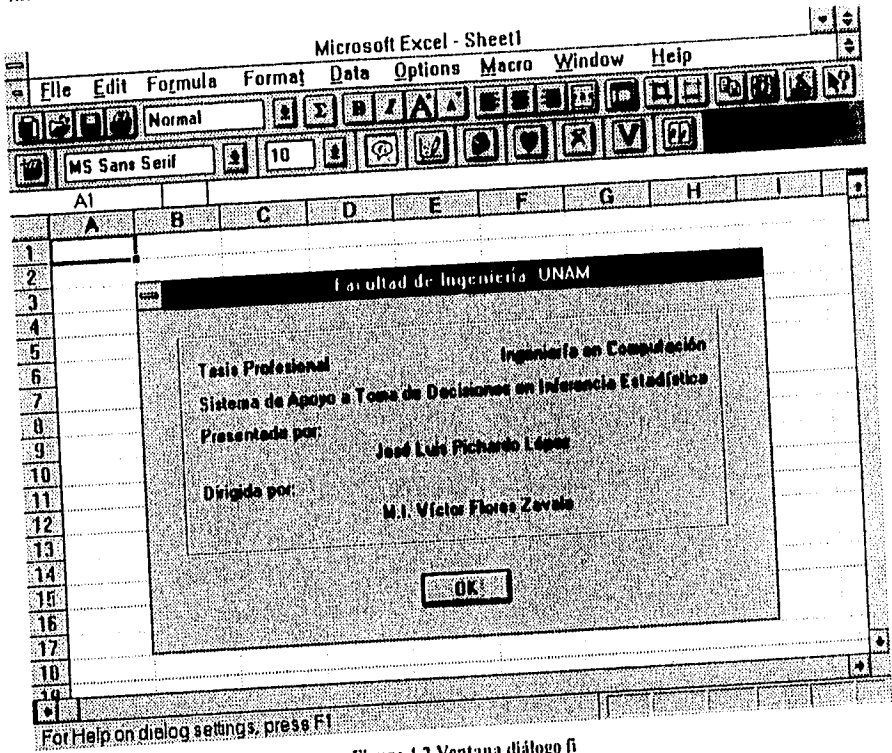 Microsoft Excel - Sheet1
File Edit Formula Format Data Options Macro Window Help
Normal Σ B I A A
MS Sans Serif 10
A1
A B C D E F G H I
1
2
3
4
5
6
7
8
9
10
11
12
13
14
15
16
17
18
19
Facultad de Ingeniería UNAM
Tesis Profesional Ingeniería en Computación
Sistema de Apoyo a Toma de Decisiones en Inferencia Estadística
Presentada por:
José Luis Pichardo López
Dirigida por:
M.I. Víctor Flores Zavala
OK
For Help on dialog settings, press F1
Ventana diálogo fi